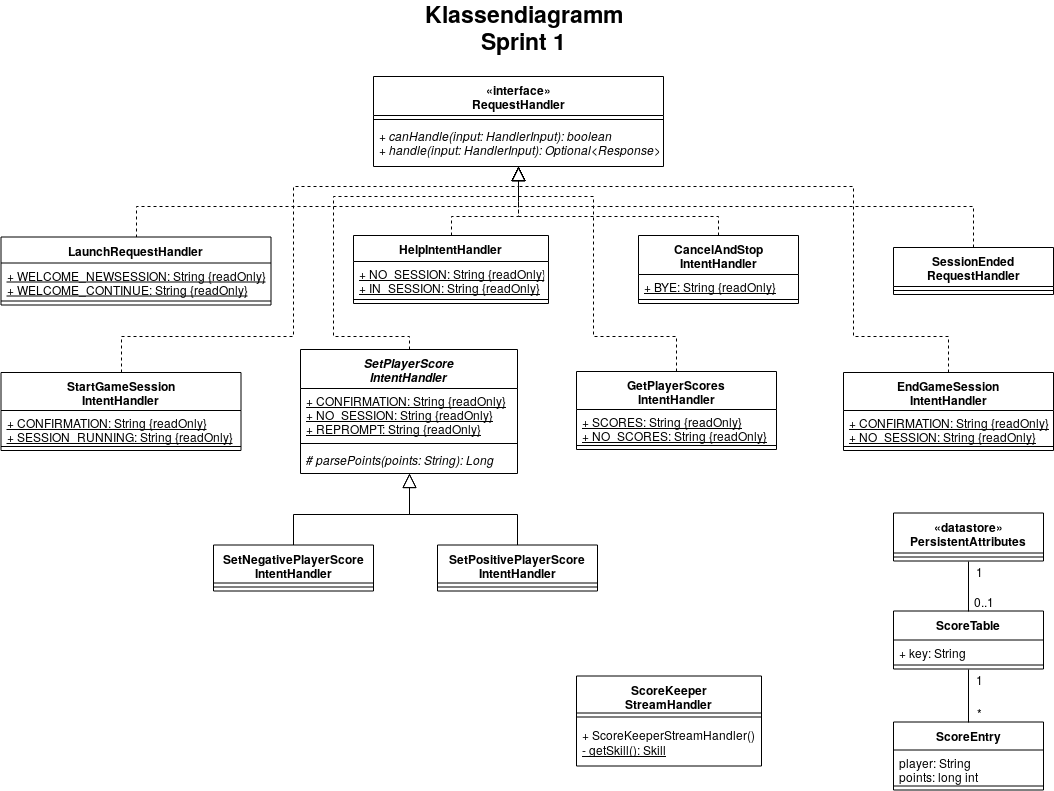 Klassendiagramm
Sprint 1
«interface»
RequestHandler
+ canHandle(input: HandlerInput): boolean
+ handle(input: HandlerInput): Optional<Response>
LaunchRequestHandler
+ WELCOME_NEWSESSION: String {readOnly}
+ WELCOME_CONTINUE: String {readOnly}
HelpIntentHandler
+ NO_SESSION: String {readOnly}
+ IN_SESSION: String {readOnly}
CancelAndStop
IntentHandler
+ BYE: String {readOnly}
SessionEnded
RequestHandler
StartGameSession
IntentHandler
+ CONFIRMATION: String {readOnly}
+ SESSION_RUNNING: String {readOnly}
SetPlayerScore
IntentHandler
+ CONFIRMATION: String {readOnly}
+ NO_SESSION: String {readOnly}
+ REPROMPT: String {readOnly}
# parsePoints(points: String): Long
GetPlayerScores
IntentHandler
+ SCORES: String {readOnly}
+ NO_SCORES: String {readOnly}
EndGameSession
IntentHandler
+ CONFIRMATION: String {readOnly}
+ NO_SESSION: String {readOnly}
SetNegativePlayerScore
IntentHandler
SetPositivePlayerScore
IntentHandler
«datastore»
PersistentAttributes
1
0..1
ScoreTable
+ key: String
1
*
ScoreEntry
player: String
points: long int
ScoreKeeper
StreamHandler
+ ScoreKeeperStreamHandler()
- getSkill(): Skill